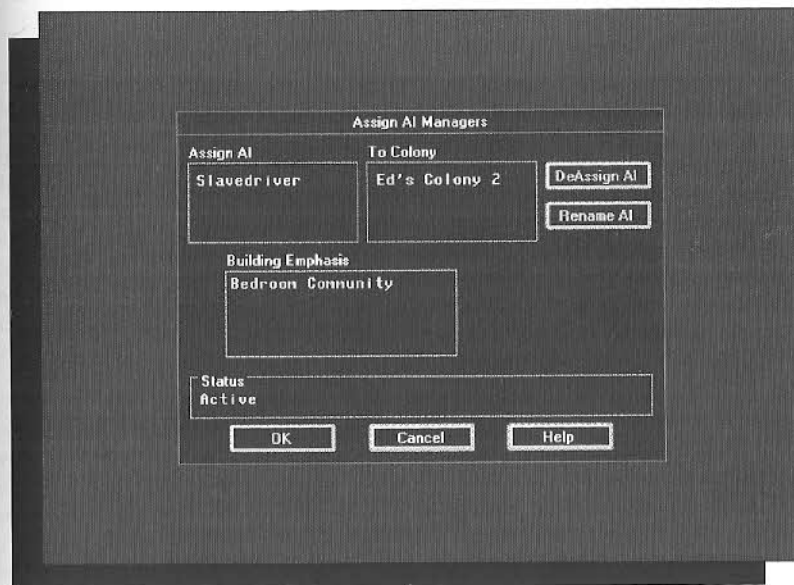 Assign AI Managers
Assign AI
To Colony
Slavedriver
Ed's Colony 2
DeAssign AI
Rename AI
Building Emphasis
Bedroom Community
Status
Active
OK
Cancel
Help